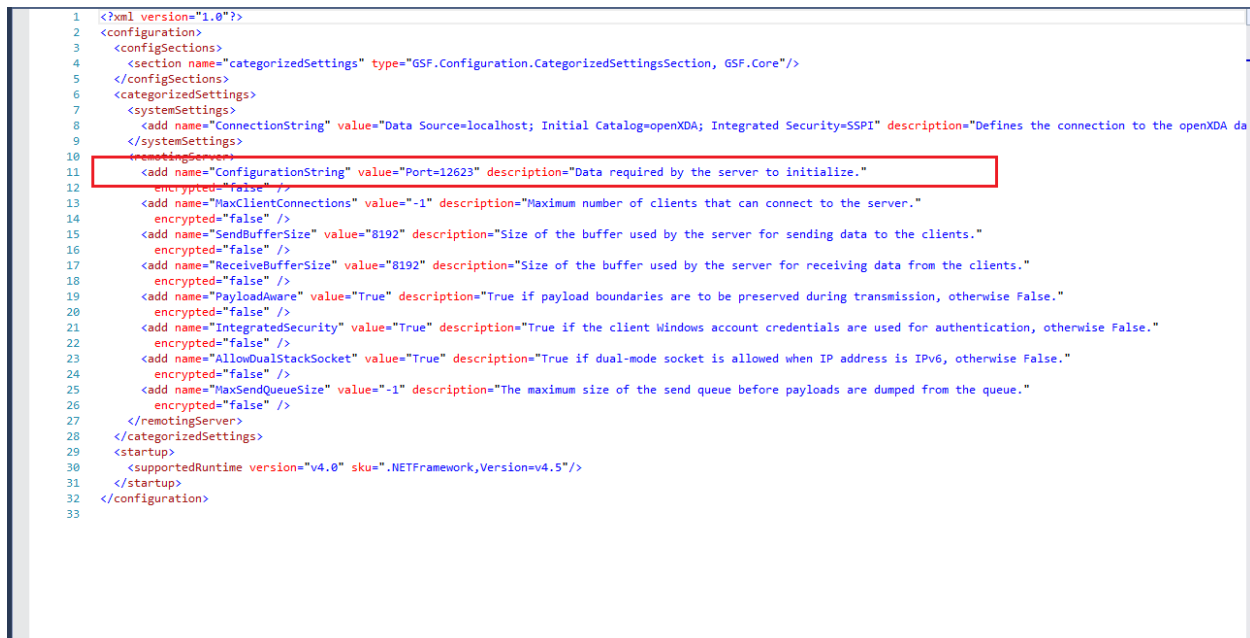 1 <?xml version="1.0"?>
2 <configuration>
3 <configSections>
4 <section name="categorizedSettings" type="GSF.Configuration.CategorizedSettingsSection, GSF.Core"/>
5 </configSections>
6 <categorizedSettings>
7 <systemSettings>
8 <add name="ConnectionString" value="Data Source=localhost; Initial Catalog=openXDA; Integrated Security=SSPI" description="Defines the connection to the openXDA da
9 </systemSettings>
10 <remotingServer>
11 <add name="ConfigurationString" value="Port=12623" description="Data required by the server to initialize."
12 encrypted="false" />
13 <add name="MaxClientConnections" value="-1" description="Maximum number of clients that can connect to the server."
14 encrypted="false" />
15 <add name="SendBufferSize" value="8192" description="Size of the buffer used by the server for sending data to the clients."
16 encrypted="false" />
17 <add name="ReceiveBufferSize" value="8192" description="Size of the buffer used by the server for receiving data from the clients."
18 encrypted="false" />
19 <add name="PayloadAware" value="True" description="True if payload boundaries are to be preserved during transmission, otherwise False."
20 encrypted="false" />
21 <add name="IntegratedSecurity" value="True" description="True if the client Windows account credentials are used for authentication, otherwise False."
22 encrypted="false" />
23 <add name="AllowDualStackSocket" value="True" description="True if dual-mode socket is allowed when IP address is IPv6, otherwise False."
24 encrypted="false" />
25 <add name="MaxSendQueueSize" value="-1" description="The maximum size of the send queue before payloads are dumped from the queue."
26 encrypted="false" />
27 </remotingServer>
28 </categorizedSettings>
29 <startup>
30 <supportedRuntime version="v4.0" sku=".NETFramework,Version=v4.5"/>
31 </startup>
32 </configuration>
33